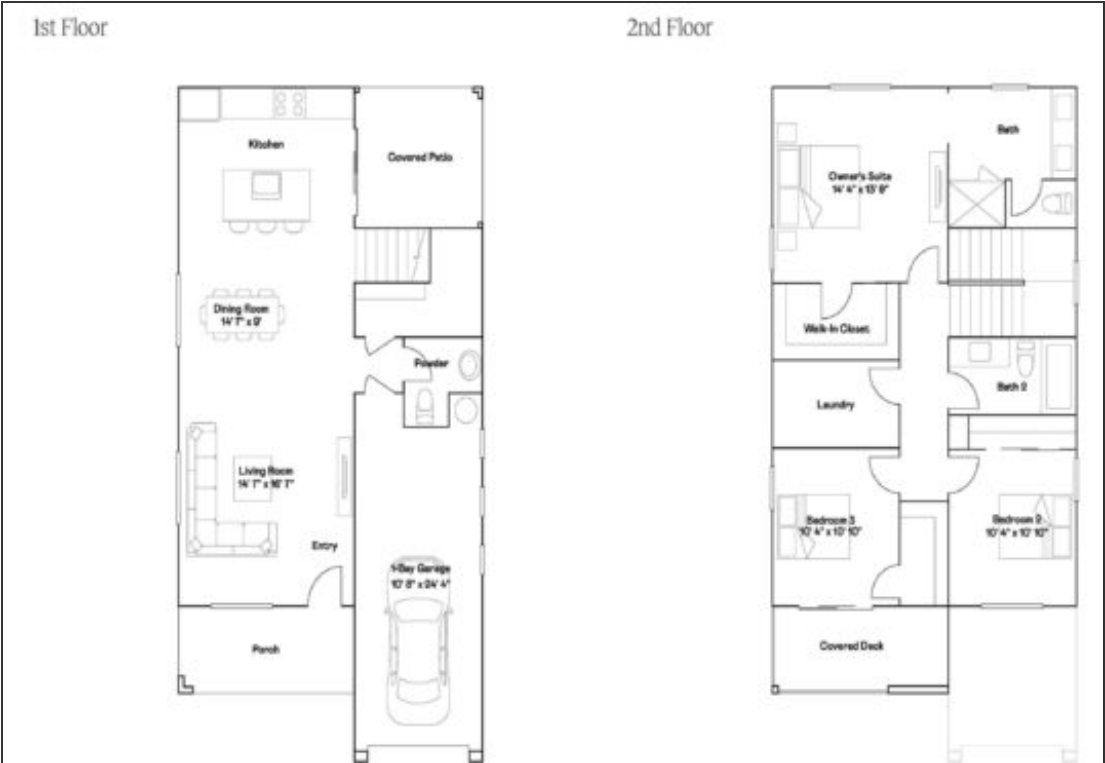 1st Floor
2nd Floor
Kitchen
Covered Patio
Dining Room
14' 7" x 9'
Powder
Living Room
14' 7" x 16' 7"
Entry
1-Bay Garage
10' 8" x 24' 4"
Porch
Bath
Owner's Suite
14' 4" x 13' 9"
Walk-In Closet
Bath 2
Laundry
Bedroom 3
10' 4" x 10' 10"
Bedroom 2
10' 4" x 10' 10"
Covered Deck